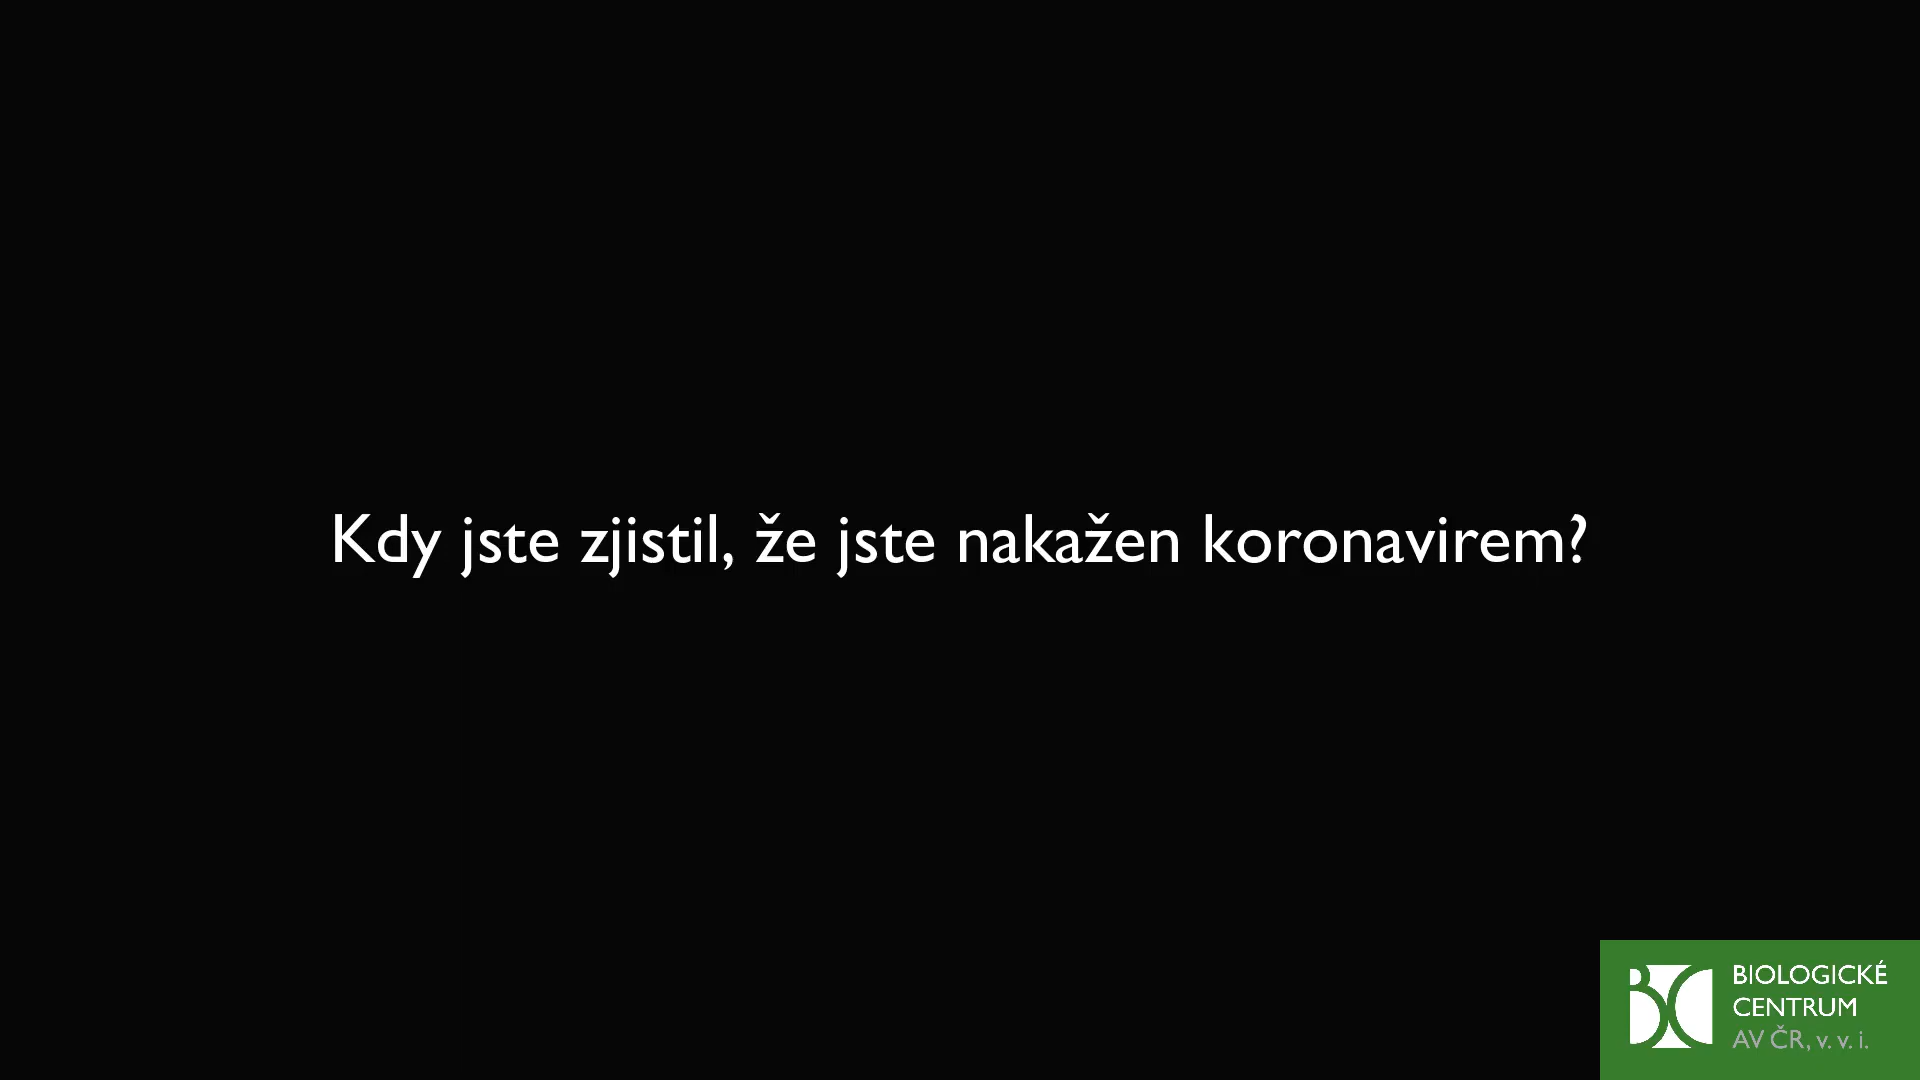 Kdy jste zjistil, že jste nakažen koronavirem?
BIOLOGICKÉ
CENTRUM
AV ČR, v. v. i.